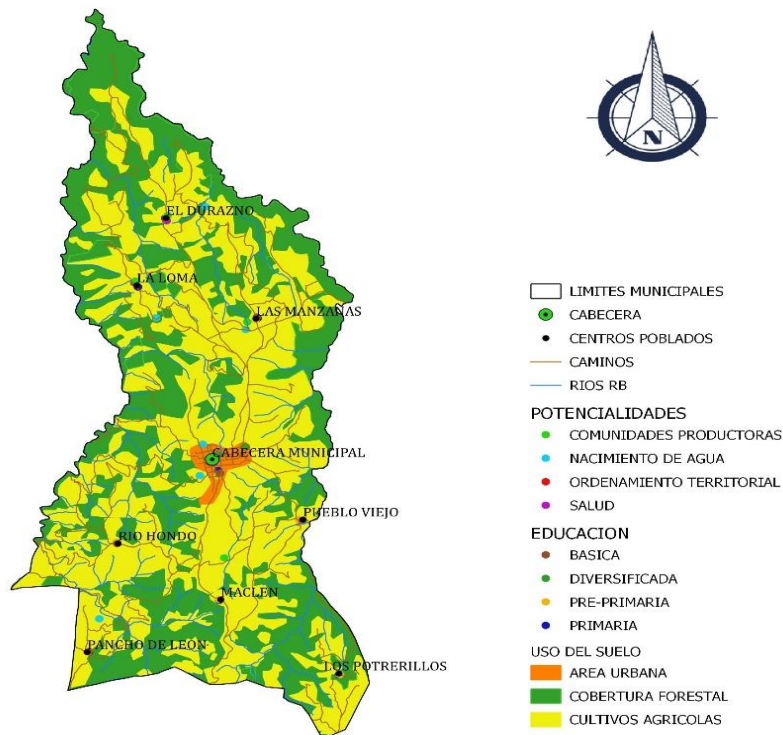 N
EL DURAZNO
LA LOMA
LAS MANZANAS
CABECERA MUNICIPAL
PUEBLO VIEJO
RIO HONDO
MACLEN
PANCHO DE LEON
LOS POTRERILLOS
LIMITES MUNICIPALES
CABECERA
CENTROS POBLADOS
CAMINOS
RIOS RB
POTENCIALIDADES
COMUNIDADES PRODUCTORAS
NACIMIENTO DE AGUA
ORDENAMIENTO TERRITORIAL
SALUD
EDUCACION
BASICA
DIVERSIFICADA
PRE-PRIMARIA
PRIMARIA
USO DEL SUELO
AREA URBANA
COBERTURA FORESTAL
CULTIVOS AGRICOLAS